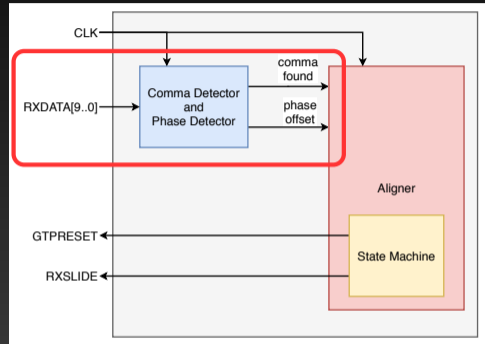 CLK
comma
found
RXDATA[9..0]
Comma Detector
and
Phase Detector
phase
offset
Aligner
GTPRESET
State Machine
RXSLIDE